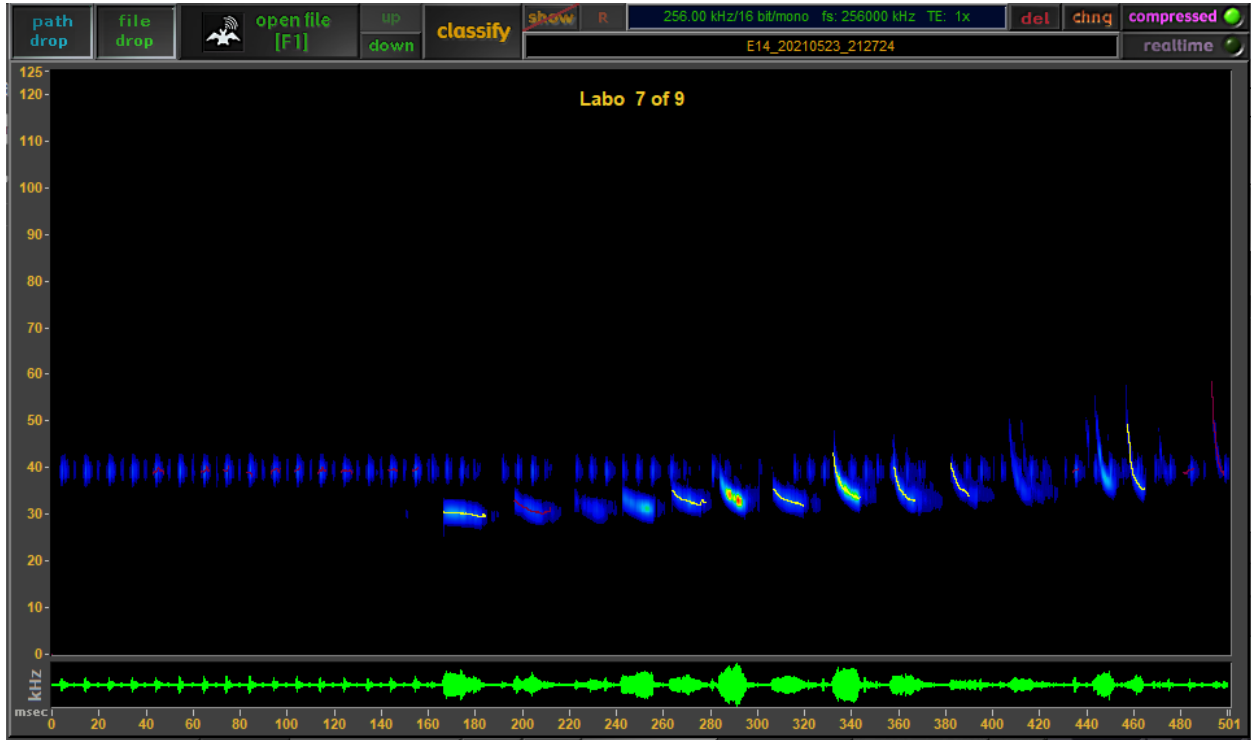 path drop
file drop
open file [F1]
up
down
classify
show
R
256.00 kHz/16 bit/mono fs: 256000 kHz TE: 1x
del
chng
compressed
E14_20210523_212724
realtime
Labo 7 of 9
125
120
110
100
90
80
70
60
50
40
30
20
10
0
kHz
msec
0 20 40 60 80 100 120 140 160 180 200 220 240 260 280 300 320 340 360 380 400 420 440 460 480 501